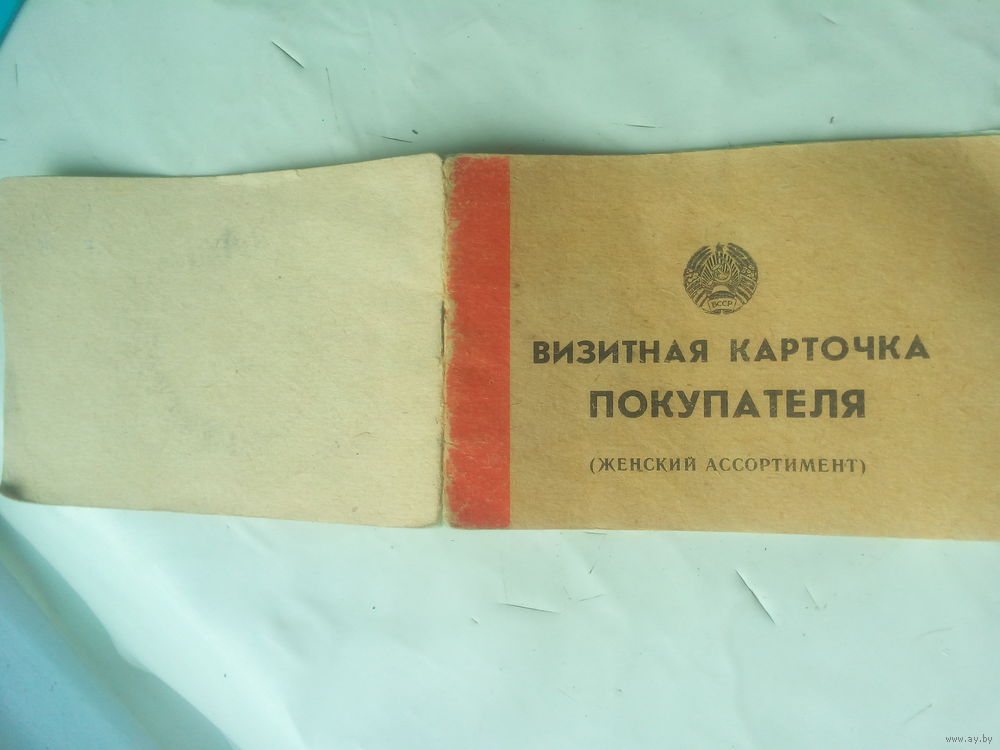 БССР
ВИЗИТНАЯ КАРТОЧКА
ПОКУПАТЕЛЯ
(ЖЕНСКИЙ АССОРТИМЕНТ)
www.ay.by